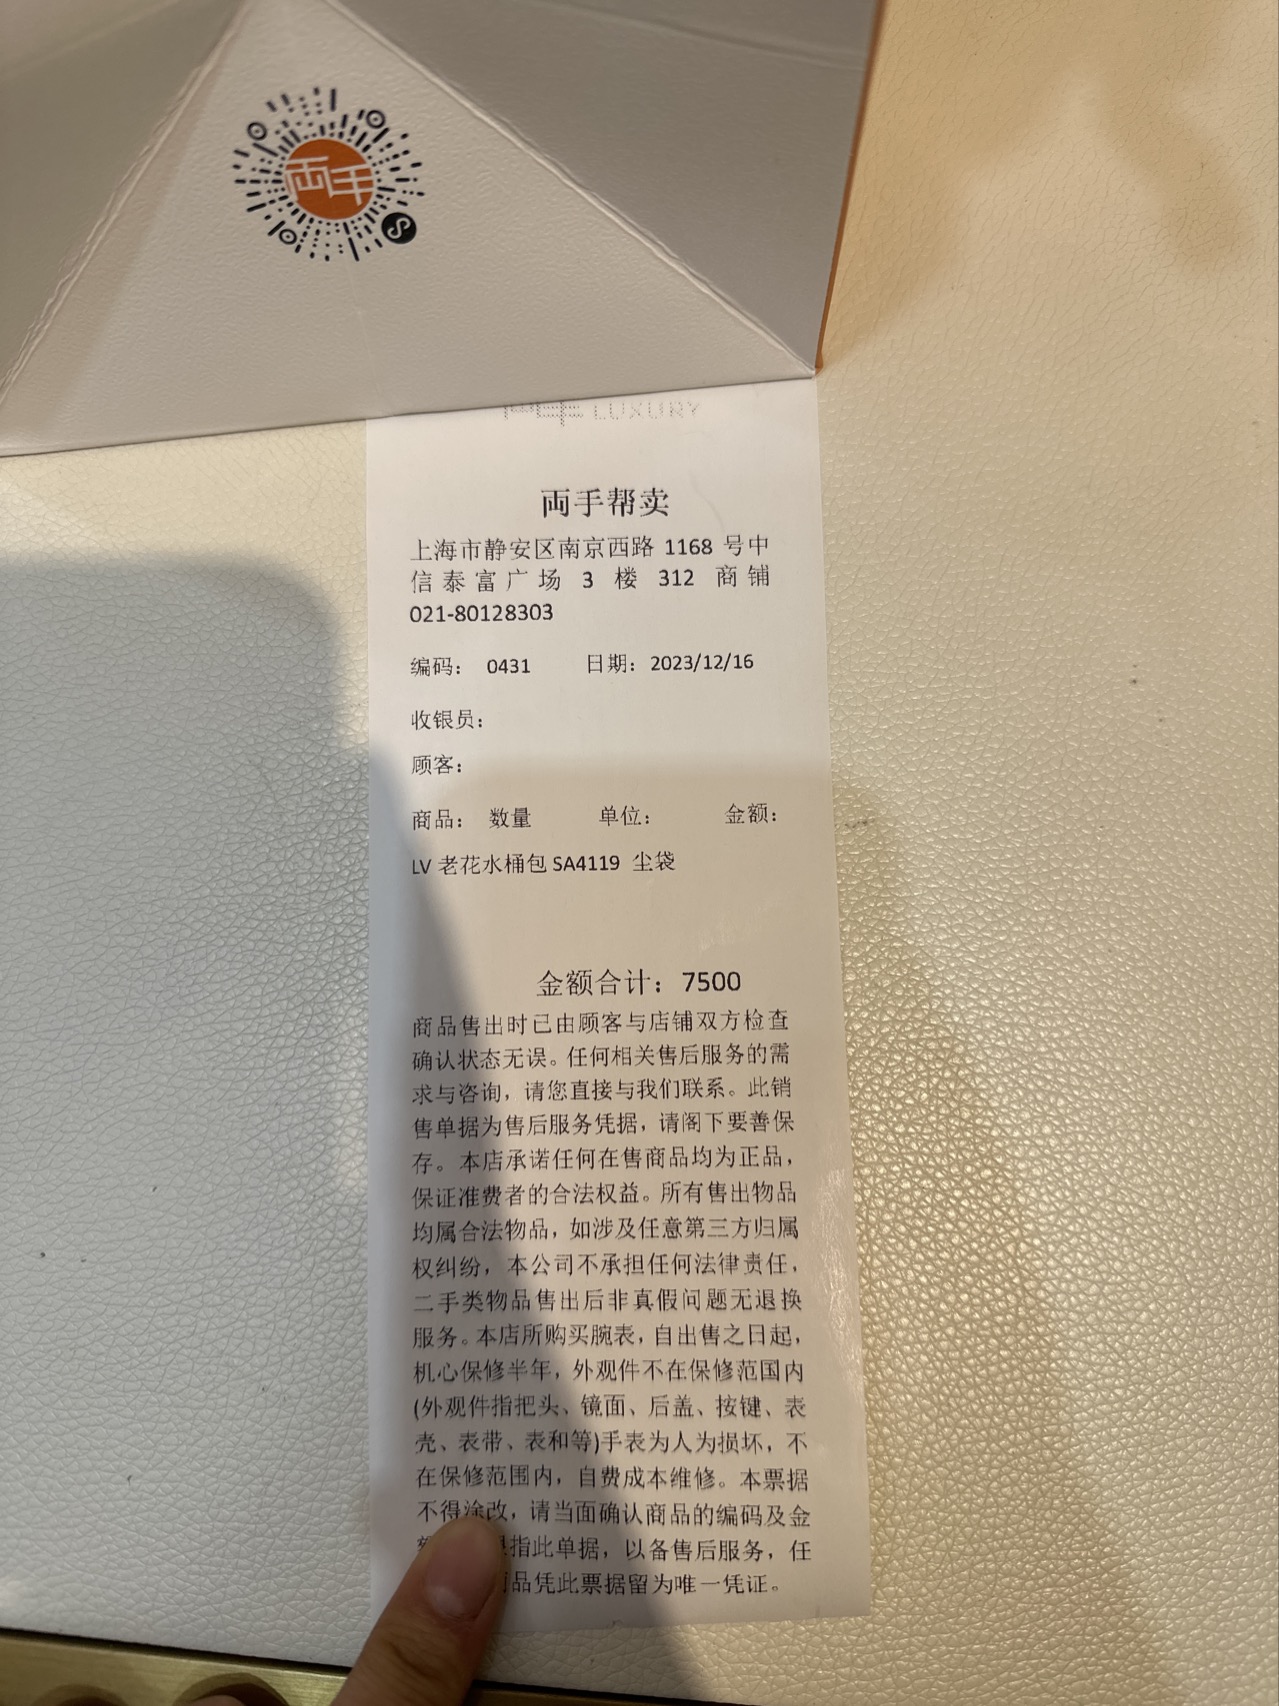 両手
LUXURY
両手帮卖
上海市静安区南京西路 1168 号中
信泰富广场 3 楼 312 商铺
021-80128303
编码： 0431 日期：2023/12/16
收银员：
顾客：
商品： 数量 单位： 金额：
LV 老花水桶包 SA4119 尘袋
金额合计：7500
商品售出时已由顾客与店铺双方检查
确认状态无误。任何相关售后服务的需
求与咨询，请您直接与我们联系。此销
售单据为售后服务凭据，请阁下要善保
存。本店承诺任何在售商品均为正品，
保证准费者的合法权益。所有售出物品
均属合法物品，如涉及任意第三方归属
权纠纷，本公司不承担任何法律责任，
二手类物品售出后非真假问题无退换
服务。本店所购买腕表，自出售之日起，
机心保修半年，外观件不在保修范国内
(外观件指把头、镜面、后盖、按键、表
壳、表带、表和等)手表为人为损坏，不
在保修范围内，自费成本维修。本票据
不得涂改，请当面确认商品的编码及金
指此单据，以备售后服务，任
品凭此票据留为唯一凭证。